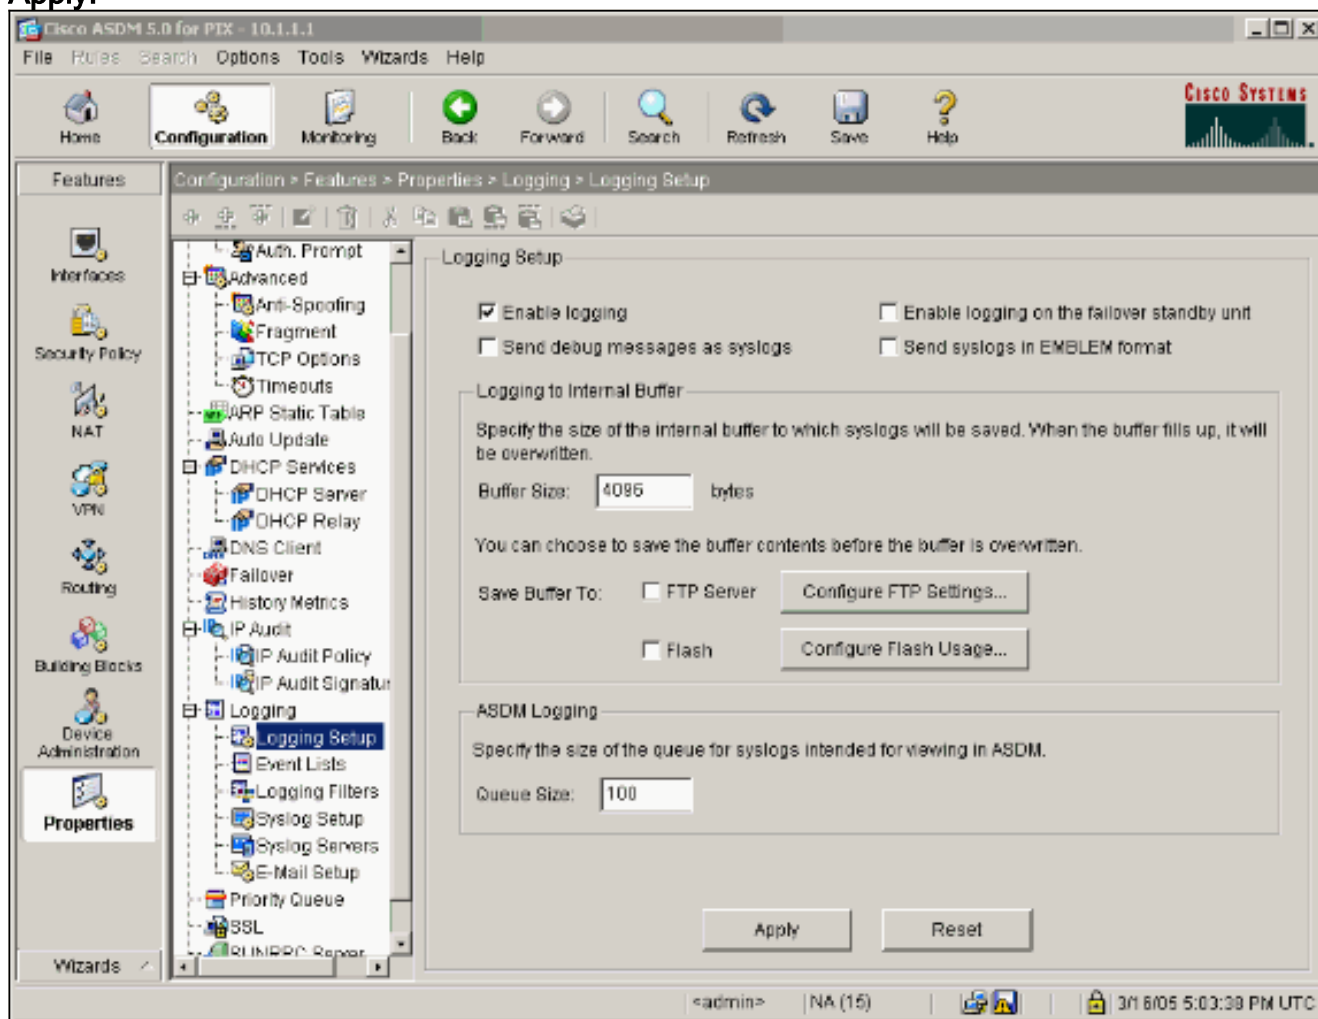 Apply.
Cisco ASDM 5.0 for PIX - 10.1.1.1
File Rules Search Options Tools Wizards Help
Home Configuration Monitoring Back Forward Search Refresh Save Help
CISCO SYSTEMS
Features
Configuration > Features > Properties > Logging > Logging Setup
Interfaces
Security Policy
NAT
VPN
Routing
Building Blocks
Device Administration
Properties
Wizards
Auth. Prompt
Advanced
Anti-Spoofing
Fragment
TCP Options
Timeouts
ARP Static Table
Auto Update
DHCP Services
DHCP Server
DHCP Relay
DNS Client
Failover
History Metrics
IP Audit
IP Audit Policy
IP Audit Signatur
Logging
Logging Setup
Event Lists
Logging Filters
Syslog Setup
Syslog Servers
E-Mail Setup
Priority Queue
SSL
SUNRPC Server
Logging Setup
Enable logging
Enable logging on the failover standby unit
Send debug messages as syslogs
Send syslogs in EMBLEM format
Logging to Internal Buffer
Specify the size of the internal buffer to which syslogs will be saved. When the buffer fills up, it will
be overwritten.
Buffer Size: 4096 bytes
You can choose to save the buffer contents before the buffer is overwritten.
Save Buffer To: FTP Server Configure FTP Settings...
Flash Configure Flash Usage...
ASDM Logging
Specify the size of the queue for syslogs intended for viewing in ASDM.
Queue Size: 100
Apply Reset
<admin> NA (15) 3/16/05 5:03:38 PM UTC